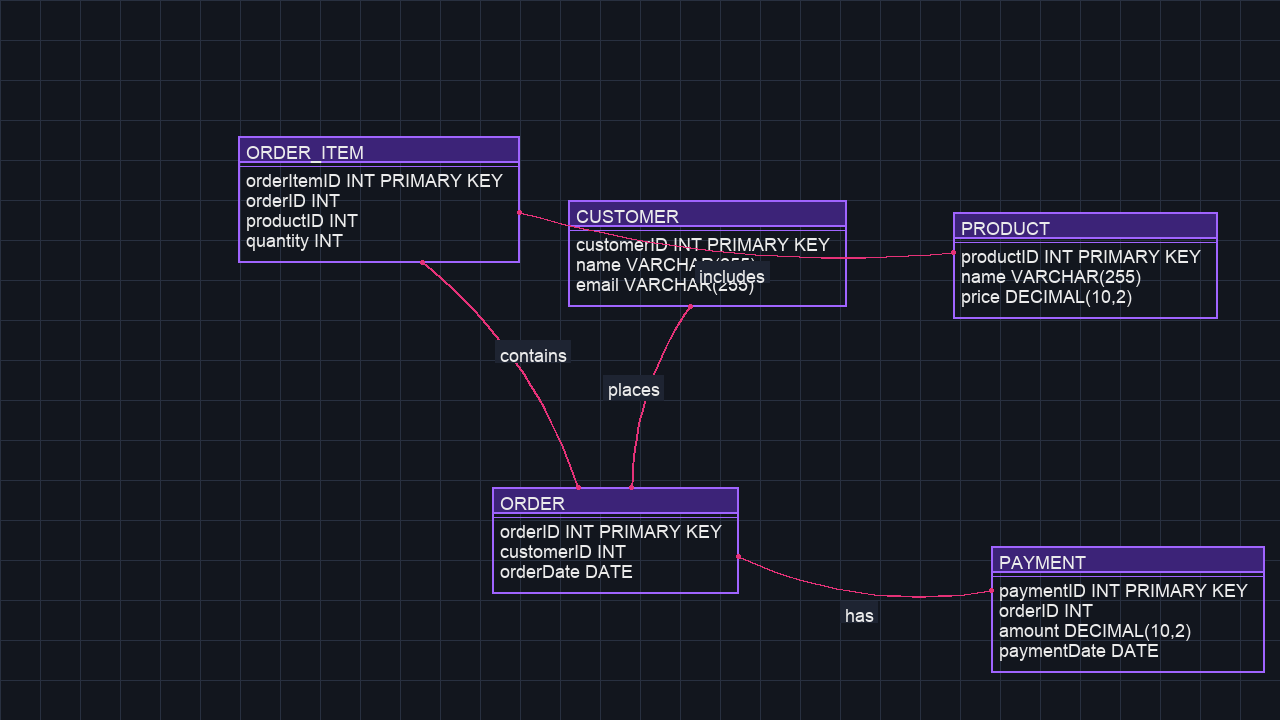 ORDER_ITEM
orderItemID INT PRIMARY KEY
orderID INT
productID INT
quantity INT
CUSTOMER
customerID INT PRIMARY KEY
name VARCHAR(255)
email VARCHAR(255)
includes
PRODUCT
productID INT PRIMARY KEY
name VARCHAR(255)
price DECIMAL(10,2)
contains
places
ORDER
orderID INT PRIMARY KEY
customerID INT
orderDate DATE
has
PAYMENT
paymentID INT PRIMARY KEY
orderID INT
amount DECIMAL(10,2)
paymentDate DATE